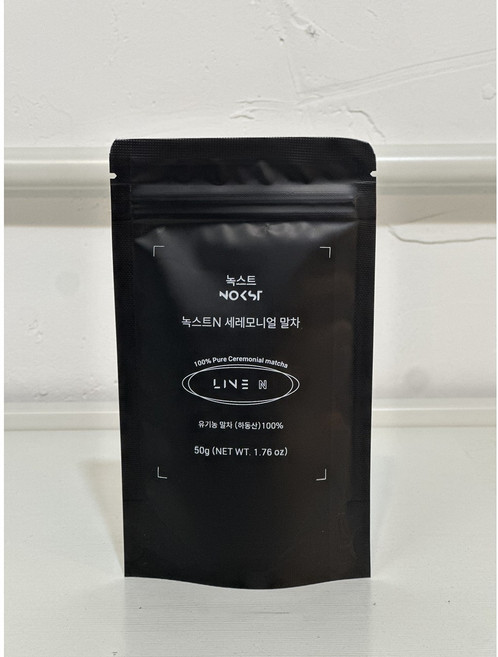 녹스트
NOKST
녹스트N 세레모니얼 말차
100% Pure Ceremonial matcha
LINE N
유기농 말차 (하동산)100%
50g (NET WT. 1.76 oz)